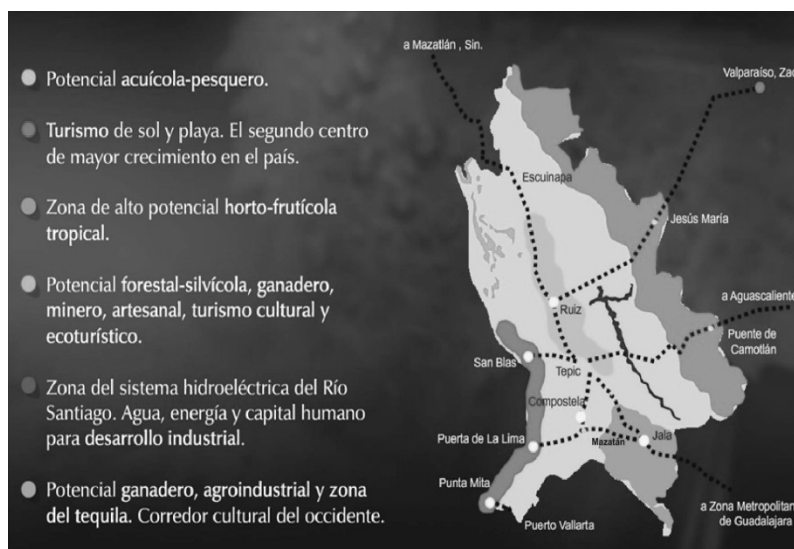 Potencial acuícola-pesquero.
Turismo de sol y playa. El segundo centro
de mayor crecimiento en el país.
Zona de alto potencial horto-frutícola
tropical.
Potencial forestal-silvícola, ganadero,
minero, artesanal, turismo cultural y
ecoturístico.
Zona del sistema hidroeléctrica del Río
Santiago. Agua, energía y capital humano
para desarrollo industrial.
Potencial ganadero, agroindustrial y zona
del tequila. Corredor cultural del occidente.
a Mazatlán , Sin.
Valparaíso, Zac
Escuinapa
Jesús María
a Aguascaliente
Ruiz
Puente de
Camotlán
San Blas
Tepic
Compostela
Puerta de La Lima
Mazatán
Jala
Punta Mita
a Zona Metropolitan
de Guadalajara
Puerto Vallarta